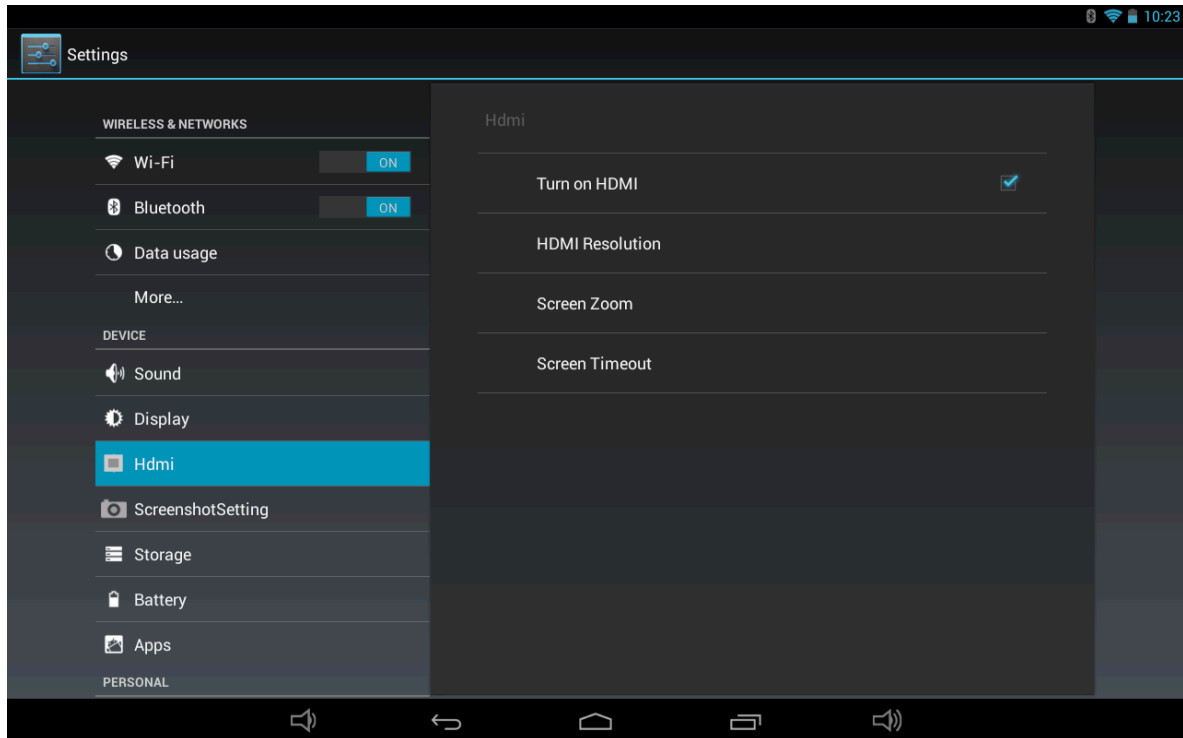 10:23
Settings
WIRELESS & NETWORKS
Wi-Fi ON
Bluetooth ON
Data usage
More...
DEVICE
Sound
Display
Hdmi
ScreenshotSetting
Storage
Battery
Apps
PERSONAL
Hdmi
Turn on HDMI
HDMI Resolution
Screen Zoom
Screen Timeout